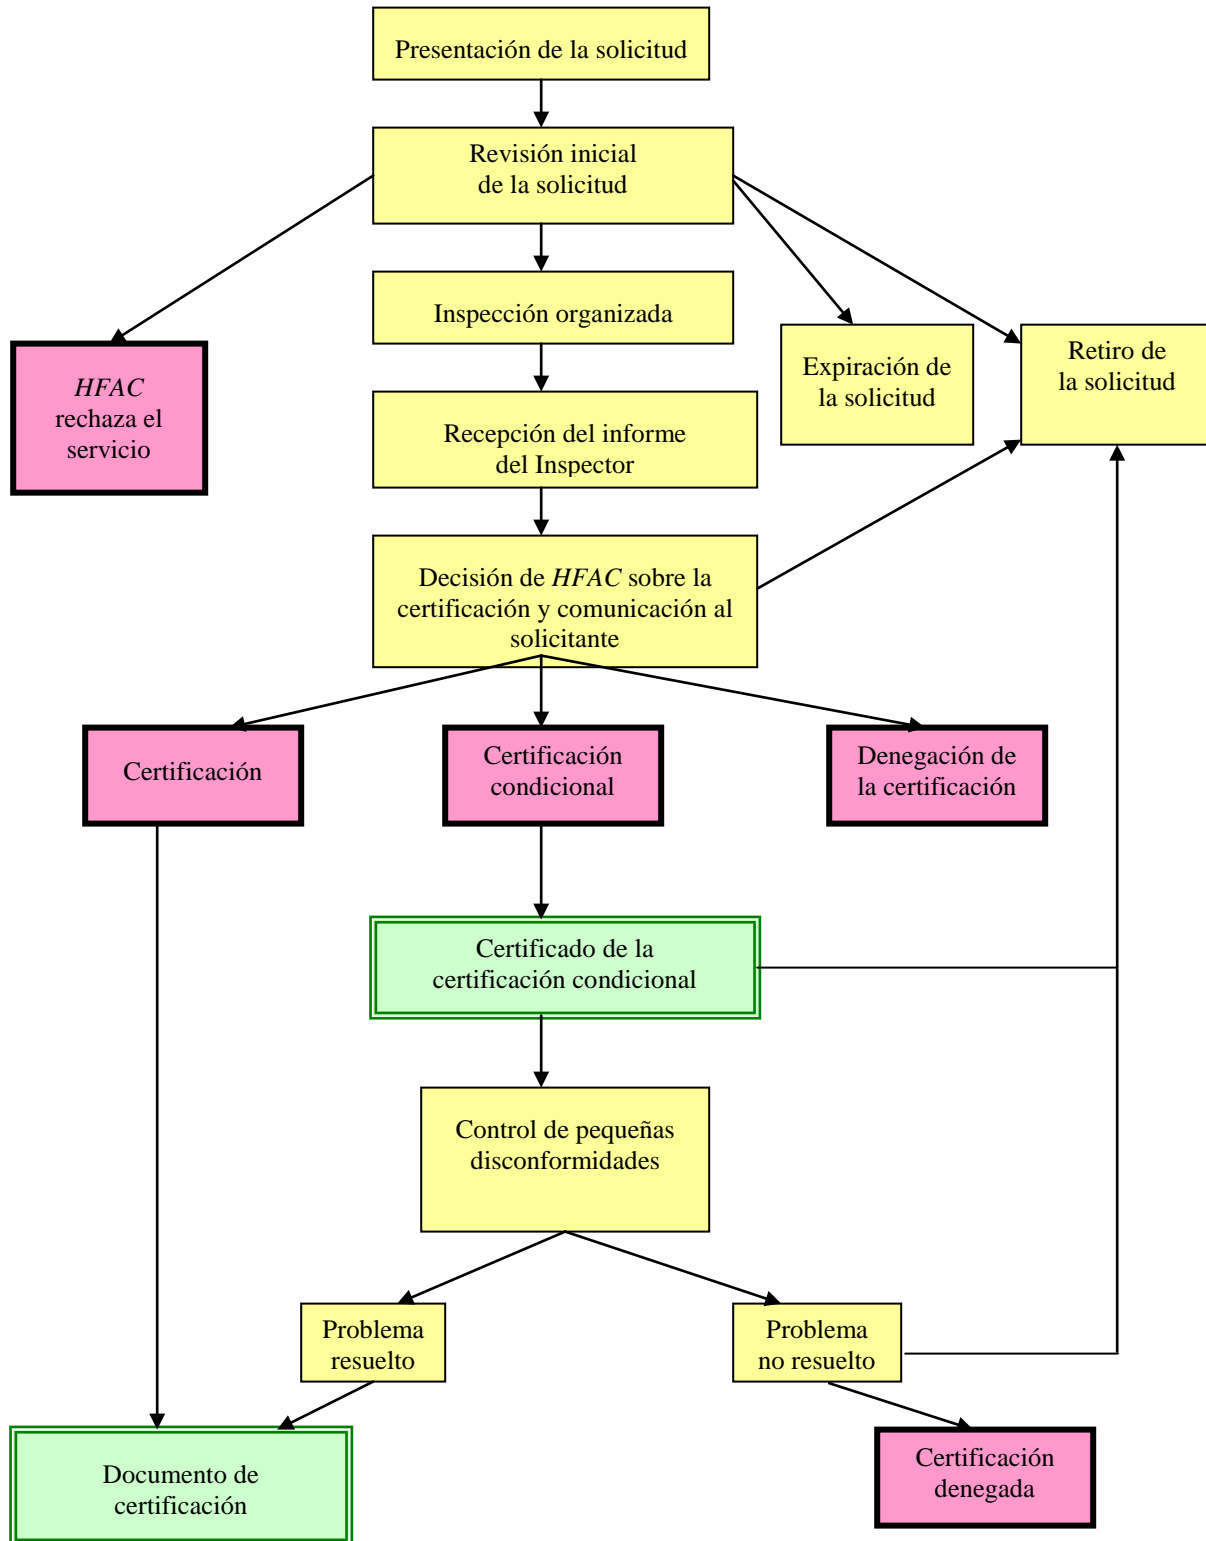 Presentación de la solicitud
Revisión inicial
de la solicitud
Inspección organizada
Expiración de
la solicitud
Retiro de
la solicitud
HFAC
rechaza el
servicio
Recepción del informe
del Inspector
Decisión de HFAC sobre la
certificación y comunicación al
solicitante
Certificación
Certificación
condicional
Denegación de
la certificación
Certificado de la
certificación condicional
Control de pequeñas
disconformidades
Problema
resuelto
Problema
no resuelto
Documento de
certificación
Certificación
denegada